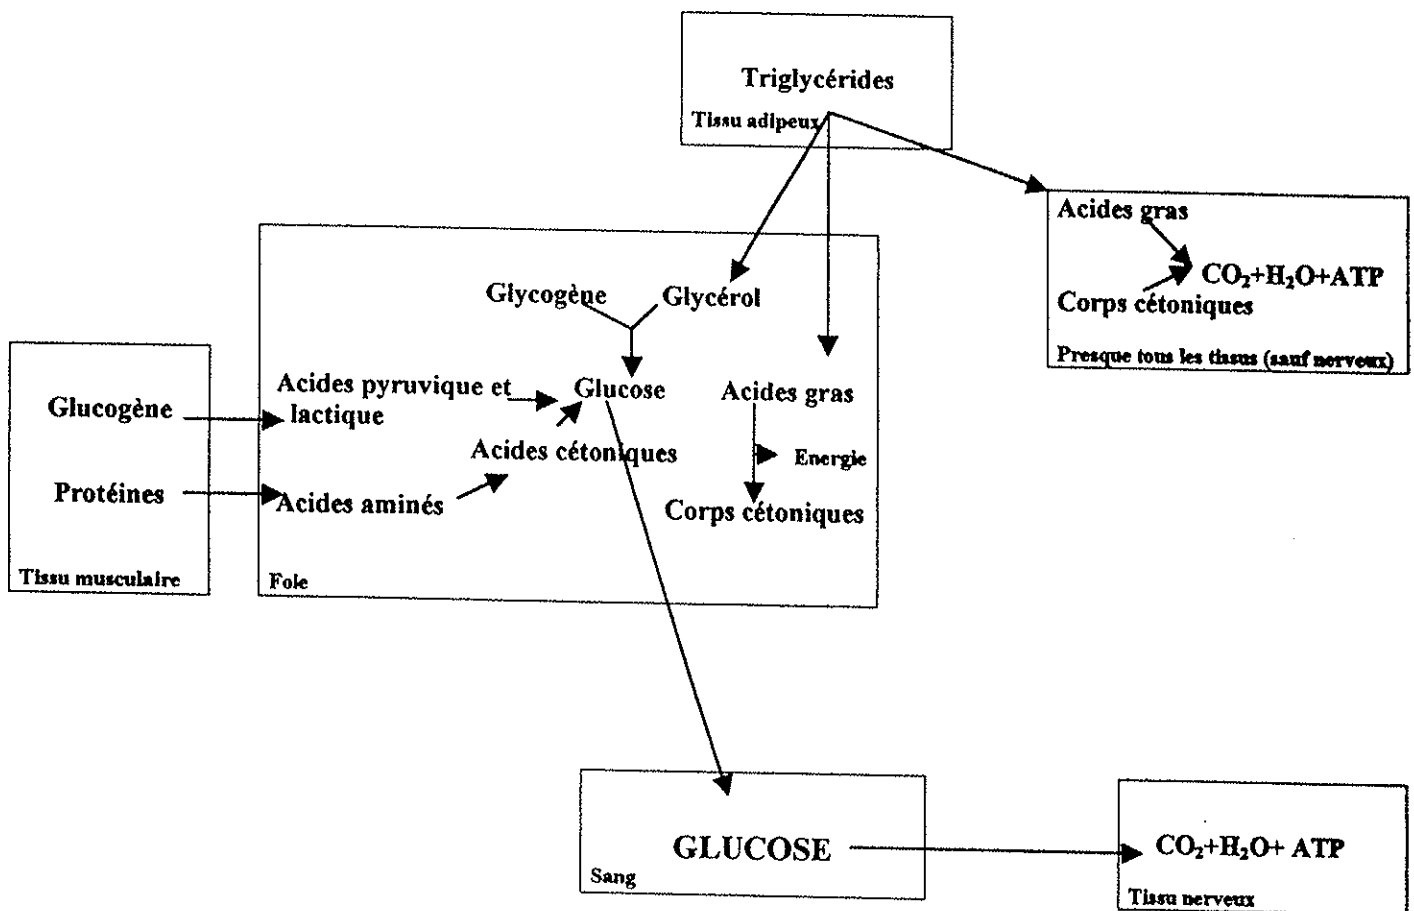 Triglycérides
Tissu adipeux
Acides gras
CO₂+H₂O+ATP
Corps cétoniques
Presque tous les tissus (sauf nerveux)
Glycogène
Glycérol
Acides pyruvique et
lactique
Glucose
Acides gras
Acides cétoniques
Energie
Acides aminés
Corps cétoniques
Foie
Glucogène
Protéines
Tissu musculaire
GLUCOSE
Sang
CO₂+H₂O+ ATP
Tissu nerveux